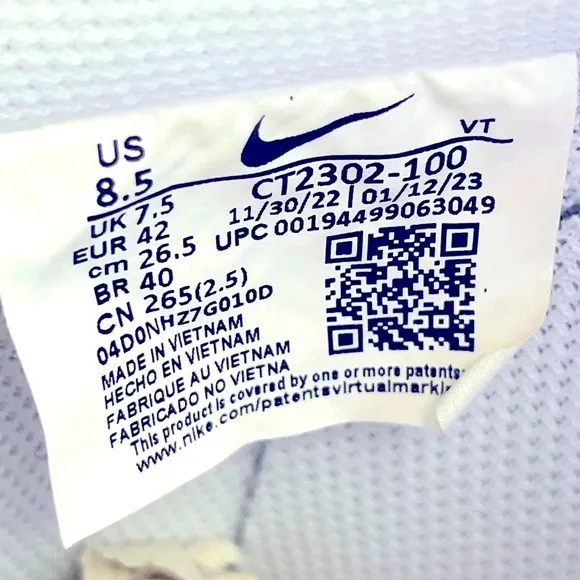 US
8.5
UK 7.5
EUR 42
cm 26.5
BR 40
CN 265(2.5)
04D0NHZ7G010D
MADE IN VIETNAM
HECHO EN VIETNAM
FABRIQUE AU VIETNAM
FABRICADO NO VIETNA
This product is covered by one or more patents
www.nike.com/patentsvirtualmarki
VT
CT2302-100
11/30/22 | 01/12/23
UPC 00194499063049